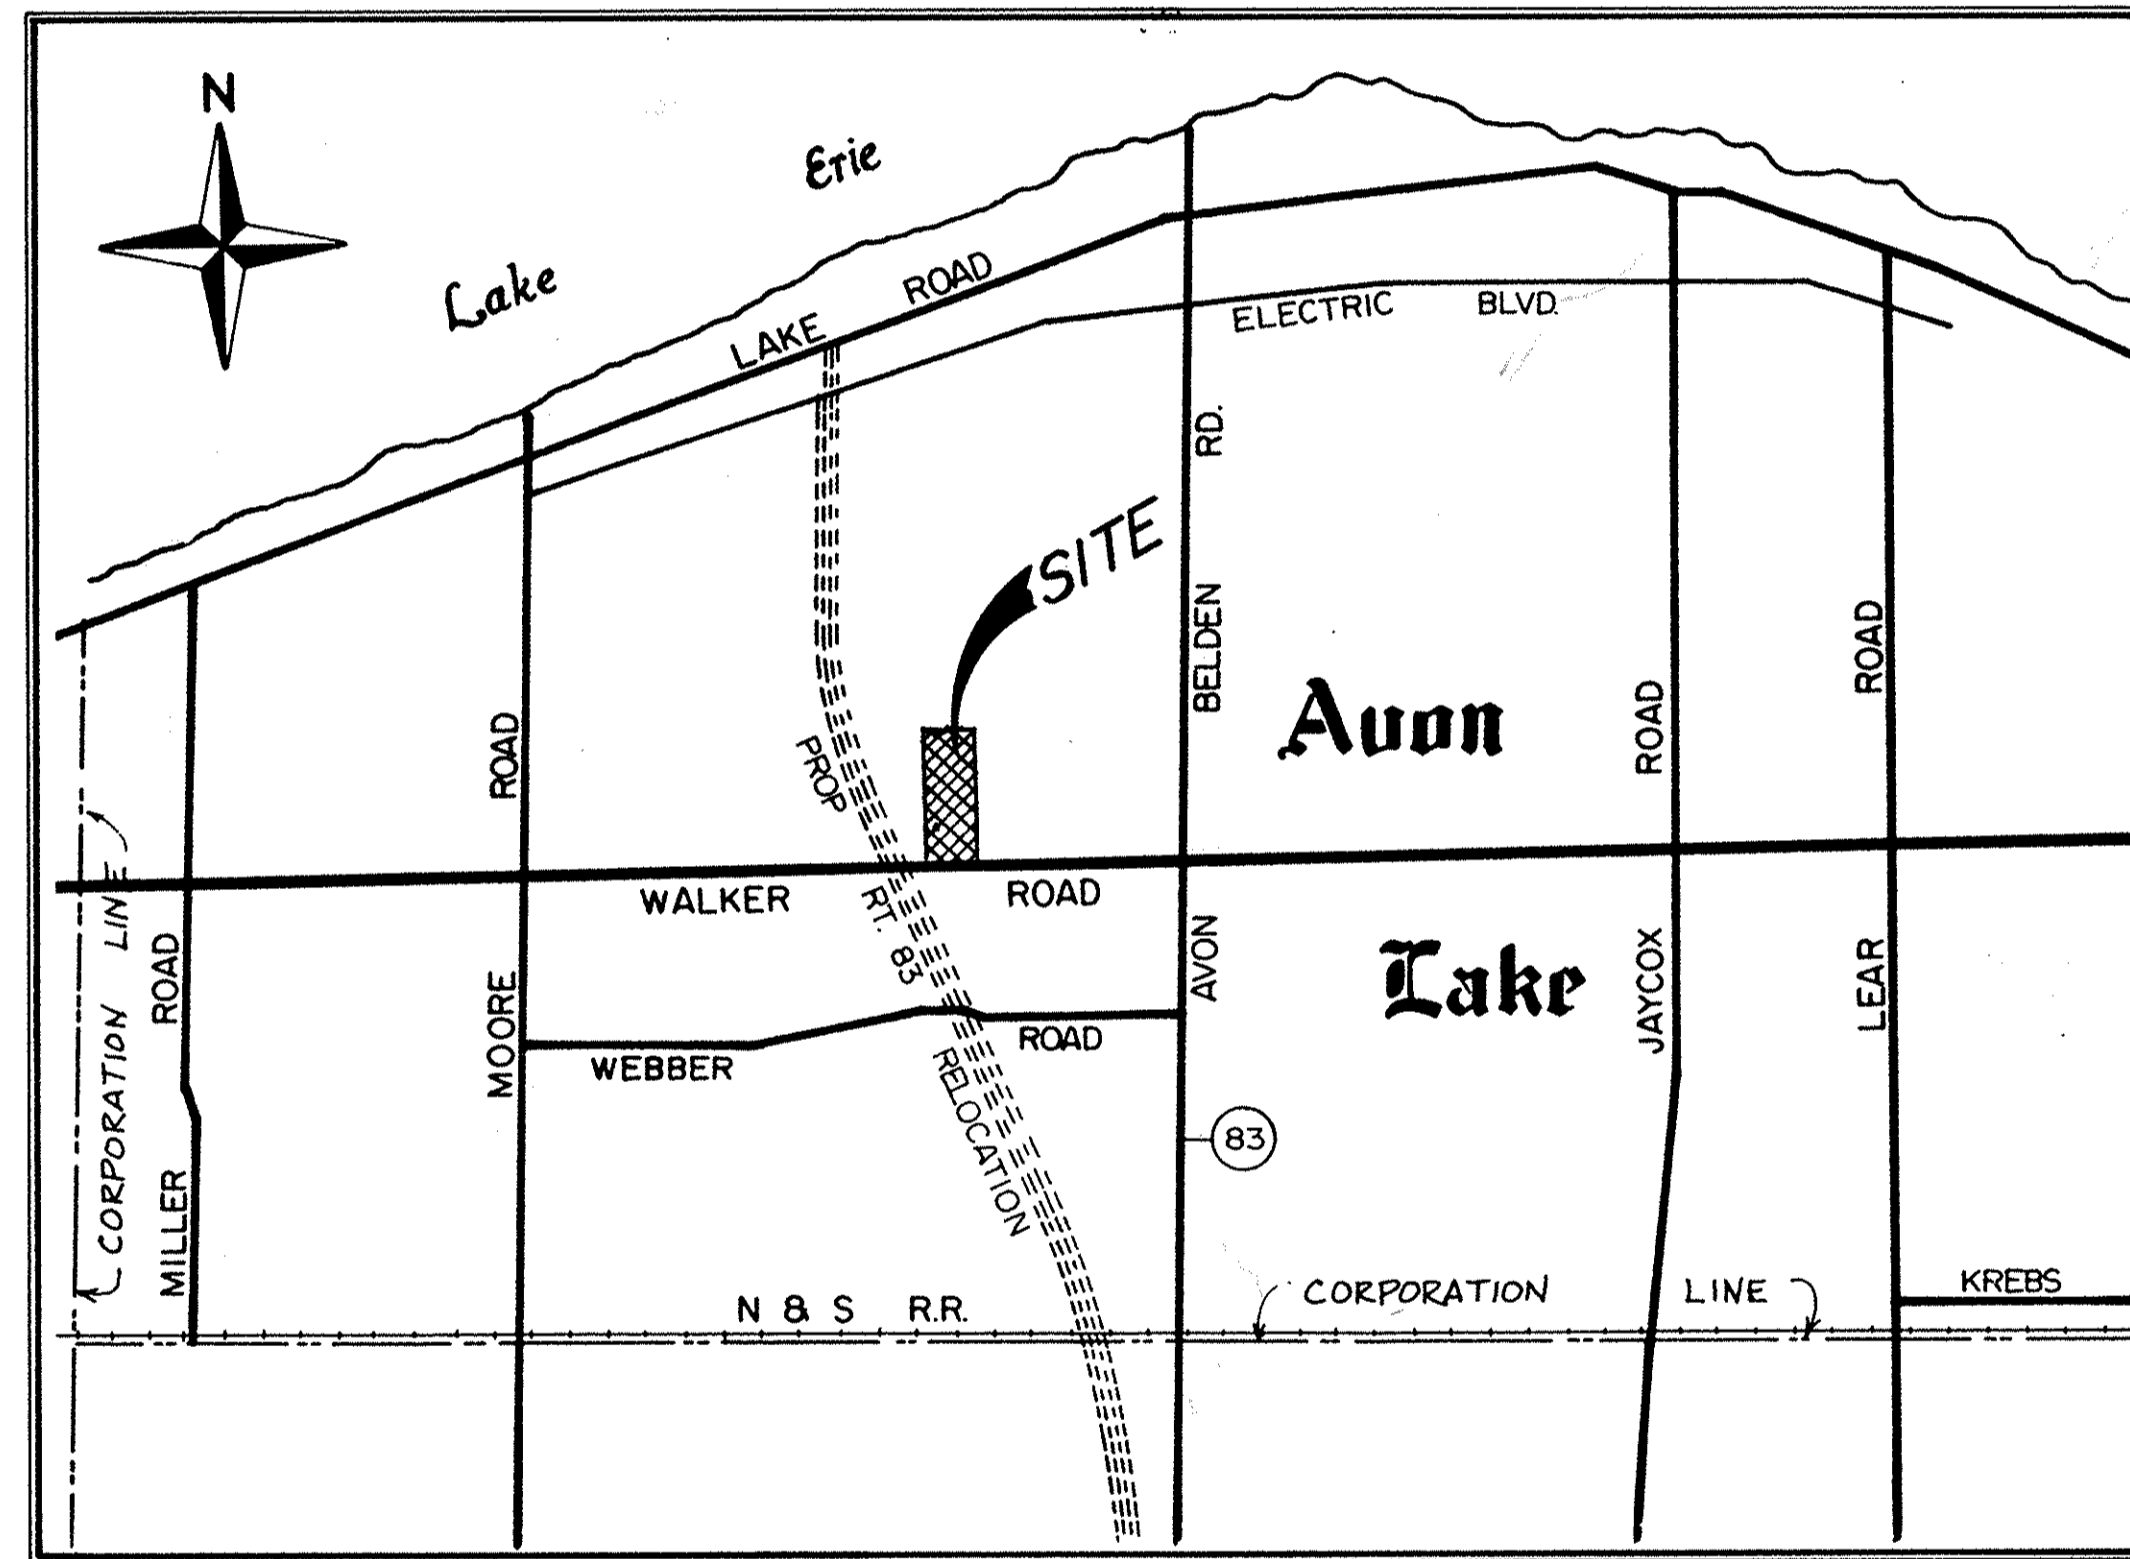 N
Lake Erie
LAKE ROAD
ELECTRIC BLVD.
SITE
AVON BELDEN RD.
Avon
Lake
MOORE ROAD
MILLER ROAD
JAYCOX ROAD
LEAR ROAD
PROP RT. 83 RELOCATION
WALKER ROAD
WEBBER ROAD
CORPORATION LINE
83
N & S R.R.
CORPORATION LINE
KREBS